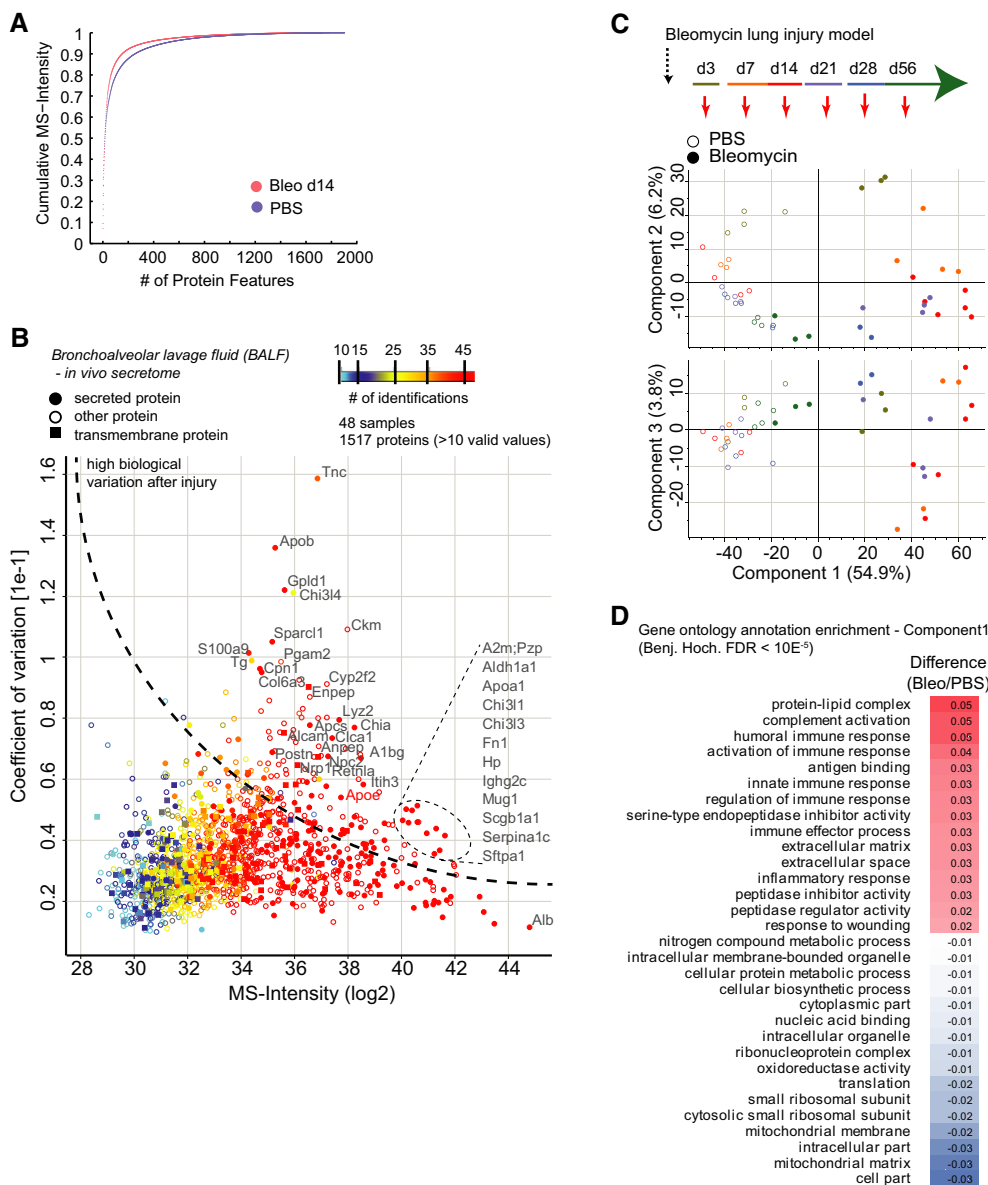 A
Cumulative MS-Intensity
1
0.9
0.8
0.7
0.6
0.5
0.4
0.3
0.2
0.1
0
Bleo d14
PBS
0 400 800 1200 1600 2000
# of Protein Features
B
Bronchoalveolar lavage fluid (BALF)
- in vivo secretome
secreted protein
other protein
transmembrane protein
10 15 25 35 45
# of identifications
48 samples
1517 proteins (>10 valid values)
high biological
variation after injury
Coefficient of variation [1e-1]
1.6
1.4
1.2
1
0.8
0.6
0.4
0.2
Tnc
Apob
Gpld1
Chi3l4
Ckm
Sparcl1
S100a9
Tg
Pgam2
Cpn1
Col6a3
Cyp2f2
Enpep
Lyz2
Apcs
Chia
Alcam
Clca1
Anpep
A1bg
Postn
Npc2
Nrp1
Retnla
Itih3
Apoe
A2m;Pzp
Aldh1a1
Apoa1
Chi3l1
Chi3l3
Fn1
Hp
Ighg2c
Mug1
Scgb1a1
Serpina1c
Sftpa1
Alb
28 30 32 34 36 38 40 42 44
MS-Intensity (log2)
C
Bleomycin lung injury model
d3 d7 d14 d21 d28 d56
PBS
Bleomycin
Component 2 (6.2%)
30
20
10
0
-10
Component 3 (3.8%)
10
0
-10
-20
-40 -20 0 20 40 60
Component 1 (54.9%)
D
Gene ontology annotation enrichment - Component1
(Benj. Hoch. FDR < 10E-5)
Difference
(Bleo/PBS)
protein-lipid complex 0.05
complement activation 0.05
humoral immune response 0.05
activation of immune response 0.04
antigen binding 0.03
innate immune response 0.03
regulation of immune response 0.03
serine-type endopeptidase inhibitor activity 0.03
immune effector process 0.03
extracellular matrix 0.03
extracellular space 0.03
inflammatory response 0.03
peptidase inhibitor activity 0.03
peptidase regulator activity 0.02
response to wounding 0.02
nitrogen compound metabolic process -0.01
intracellular membrane-bounded organelle -0.01
cellular protein metabolic process -0.01
cellular biosynthetic process -0.01
cytoplasmic part -0.01
nucleic acid binding -0.01
intracellular organelle -0.01
ribonucleoprotein complex -0.01
oxidoreductase activity -0.01
translation -0.02
small ribosomal subunit -0.02
cytosolic small ribosomal subunit -0.02
mitochondrial membrane -0.02
intracellular part -0.03
mitochondrial matrix -0.03
cell part -0.03